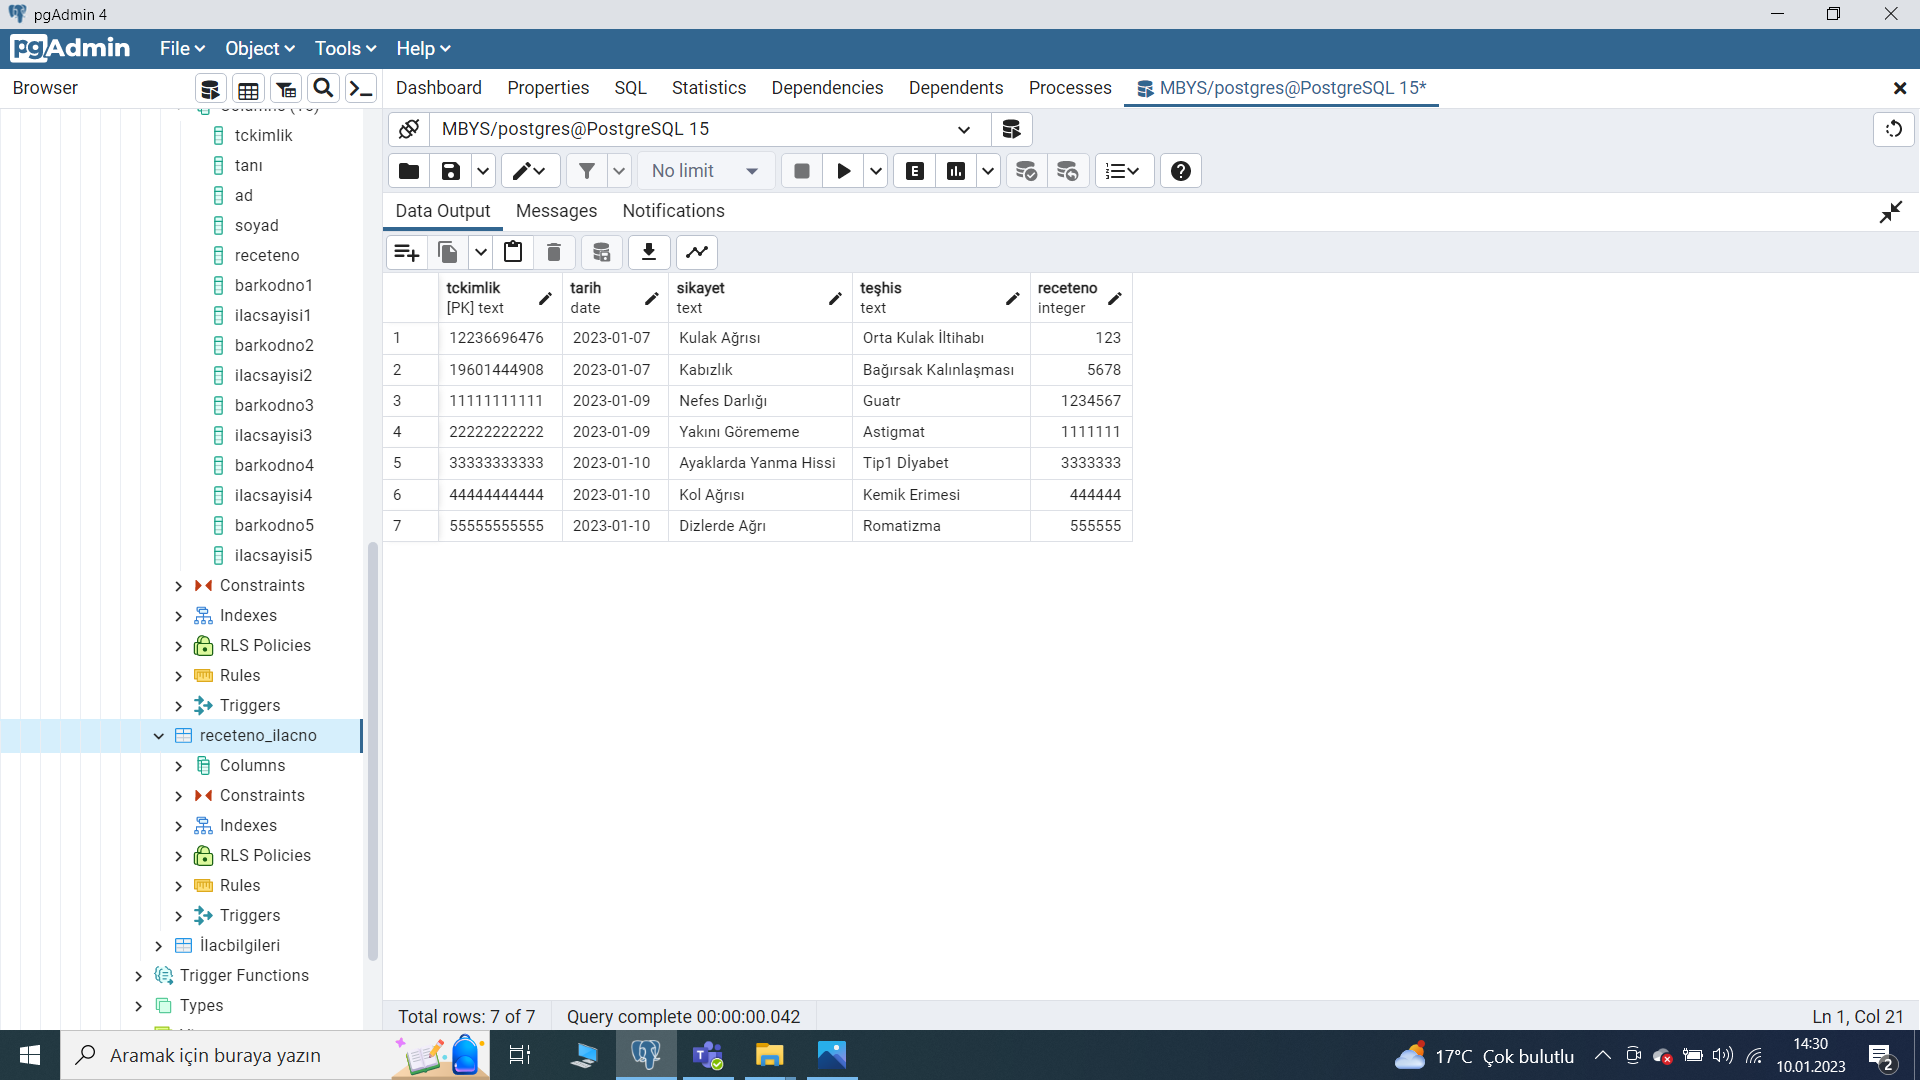 pgAdmin 4
pgAdmin File Object Tools Help
Browser
Dashboard Properties SQL Statistics Dependencies Dependents Processes MBYS/postgres@PostgreSQL 15*
MBYS/postgres@PostgreSQL 15
No limit
E
Data Output Messages Notifications
tckimlik
tanı
ad
soyad
receteno
barkodno1
ilacsayisi1
barkodno2
ilacsayisi2
barkodno3
ilacsayisi3
barkodno4
ilacsayisi4
barkodno5
ilacsayisi5
Constraints
Indexes
RLS Policies
Rules
Triggers
receteno_ilacno
Columns
Constraints
Indexes
RLS Policies
Rules
Triggers
İlacbilgileri
Trigger Functions
Types
tckimlik tarih sikayet teşhis receteno
[PK] text date text text integer
1 12236696476 2023-01-07 Kulak Ağrısı Orta Kulak İltihabı 123
2 19601444908 2023-01-07 Kabızlık Bağırsak Kalınlaşması 5678
3 11111111111 2023-01-09 Nefes Darlığı Guatr 1234567
4 22222222222 2023-01-09 Yakını Görememe Astigmat 1111111
5 33333333333 2023-01-10 Ayaklarda Yanma Hissi Tip1 Dİyabet 3333333
6 44444444444 2023-01-10 Kol Ağrısı Kemik Erimesi 444444
7 55555555555 2023-01-10 Dizlerde Ağrı Romatizma 555555
Total rows: 7 of 7 Query complete 00:00:00.042 Ln 1, Col 21
Aramak için buraya yazın
17°C Çok bulutlu
14:30
10.01.2023
2